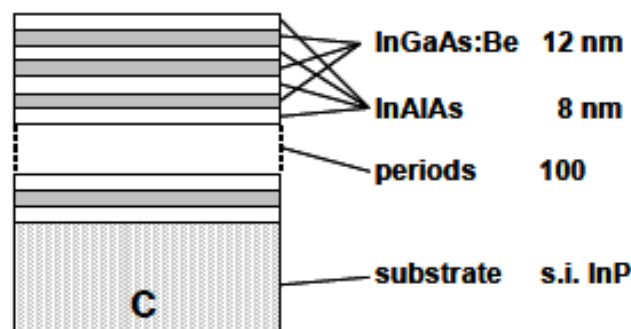 InGaAs:Be 12 nm
InAlAs 8 nm
periods 100
substrate s.i. InP
C